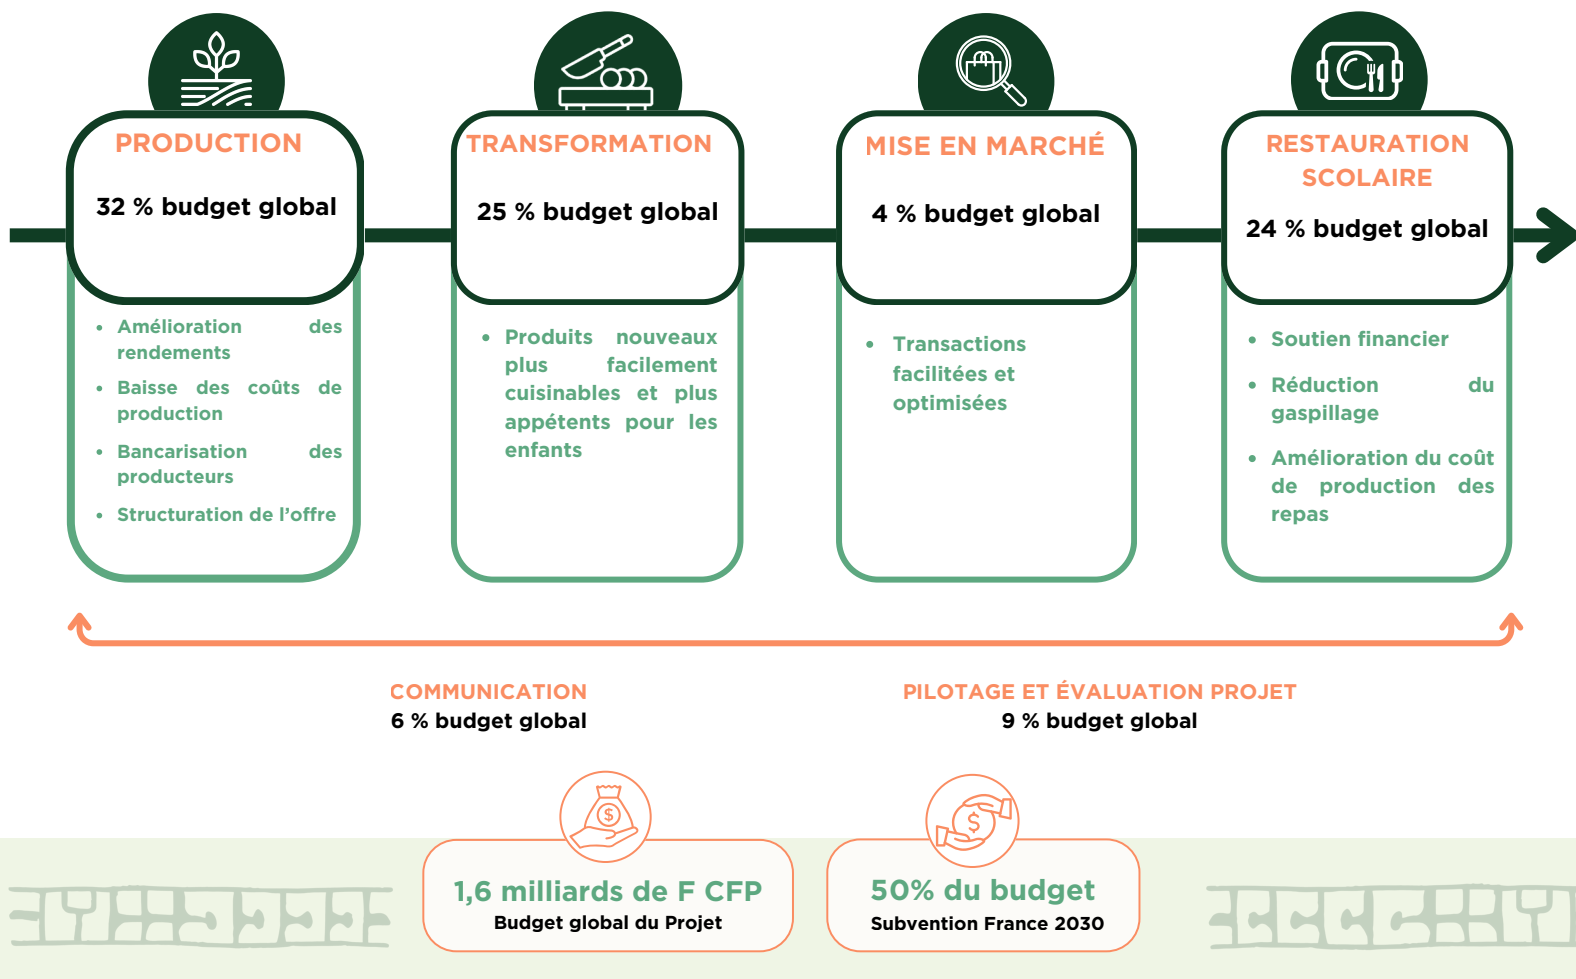 PRODUCTION
32 % budget global
• Amélioration des
rendements
• Baisse des coûts de
production
• Bancarisation des
producteurs
• Structuration de l’offre
TRANSFORMATION
25 % budget global
• Produits nouveaux
plus facilement
cuisinables et plus
appétents pour les
enfants
MISE EN MARCHÉ
4 % budget global
• Transactions
facilitées et
optimisées
RESTAURATION
SCOLAIRE
24 % budget global
• Soutien financier
• Réduction du
gaspillage
• Amélioration du coût
de production des
repas
COMMUNICATION
6 % budget global
PILOTAGE ET ÉVALUATION PROJET
9 % budget global
$
1,6 milliards de F CFP
Budget global du Projet
$
50% du budget
Subvention France 2030